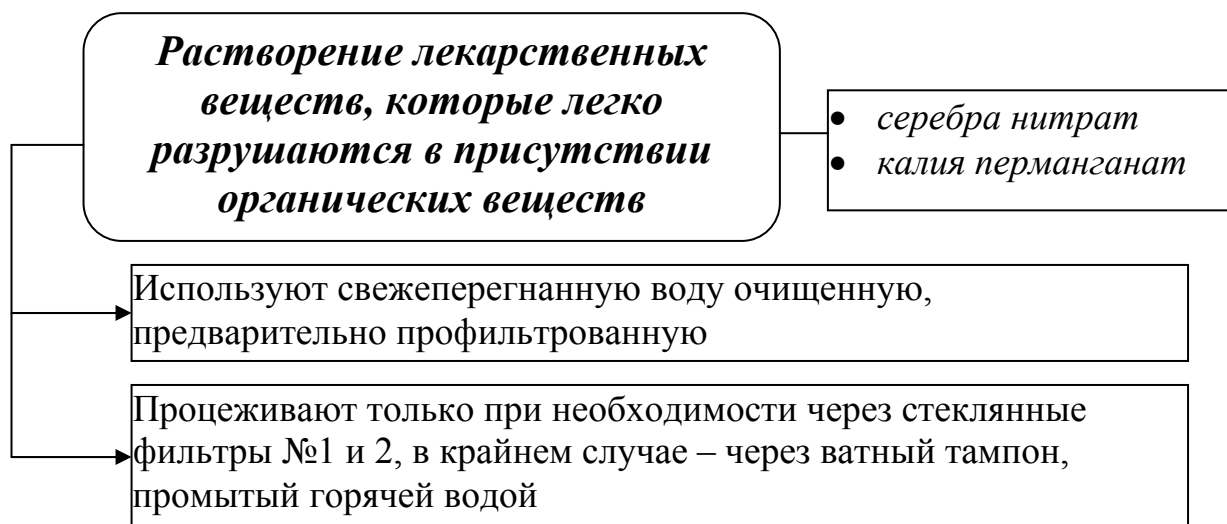 Растворение лекарственных
веществ, которые легко
разрушаются в присутствии
органических веществ
● серебра нитрат
● калия перманганат
Используют свежеперегнанную воду очищенную,
предварительно профильтрованную
Процеживают только при необходимости через стеклянные
фильтры №1 и 2, в крайнем случае – через ватный тампон,
промытый горячей водой